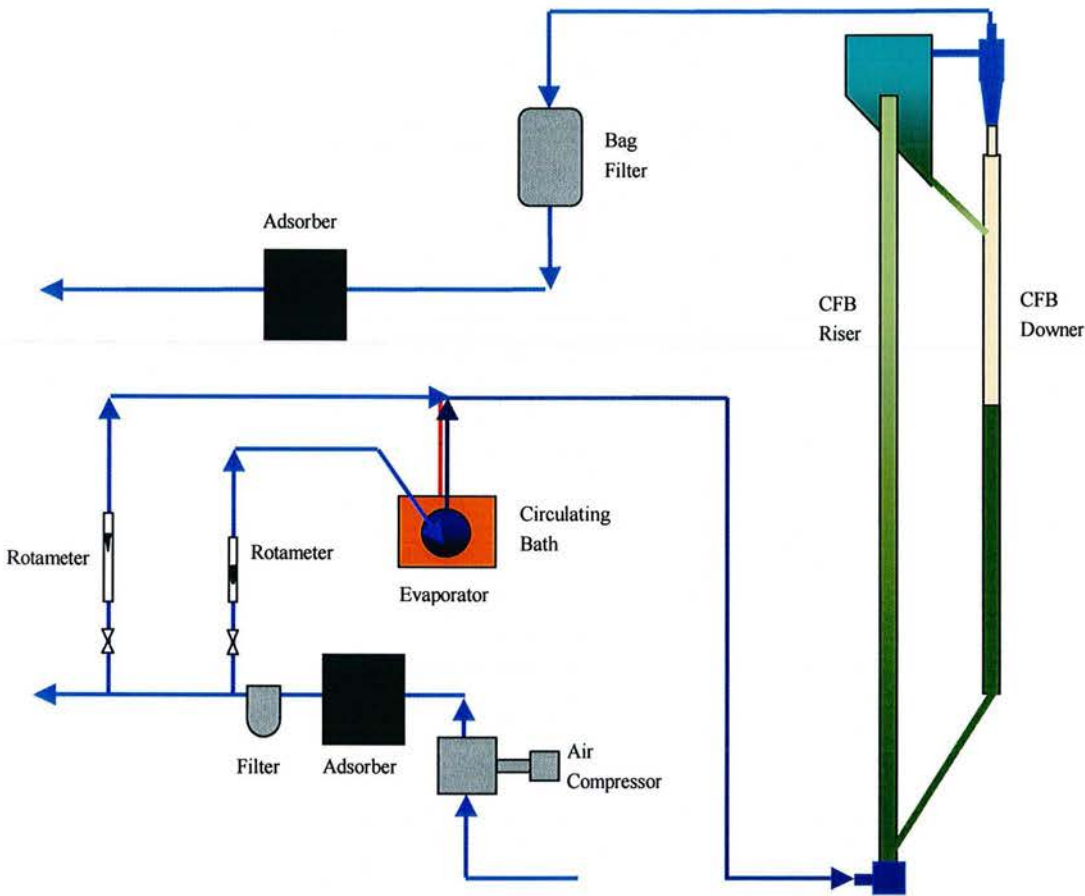 Bag
Filter
Adsorber
CFB
Riser
CFB
Downer
Circulating
Bath
Rotameter
Rotameter
Evaporator
Filter
Adsorber
Air
Compressor